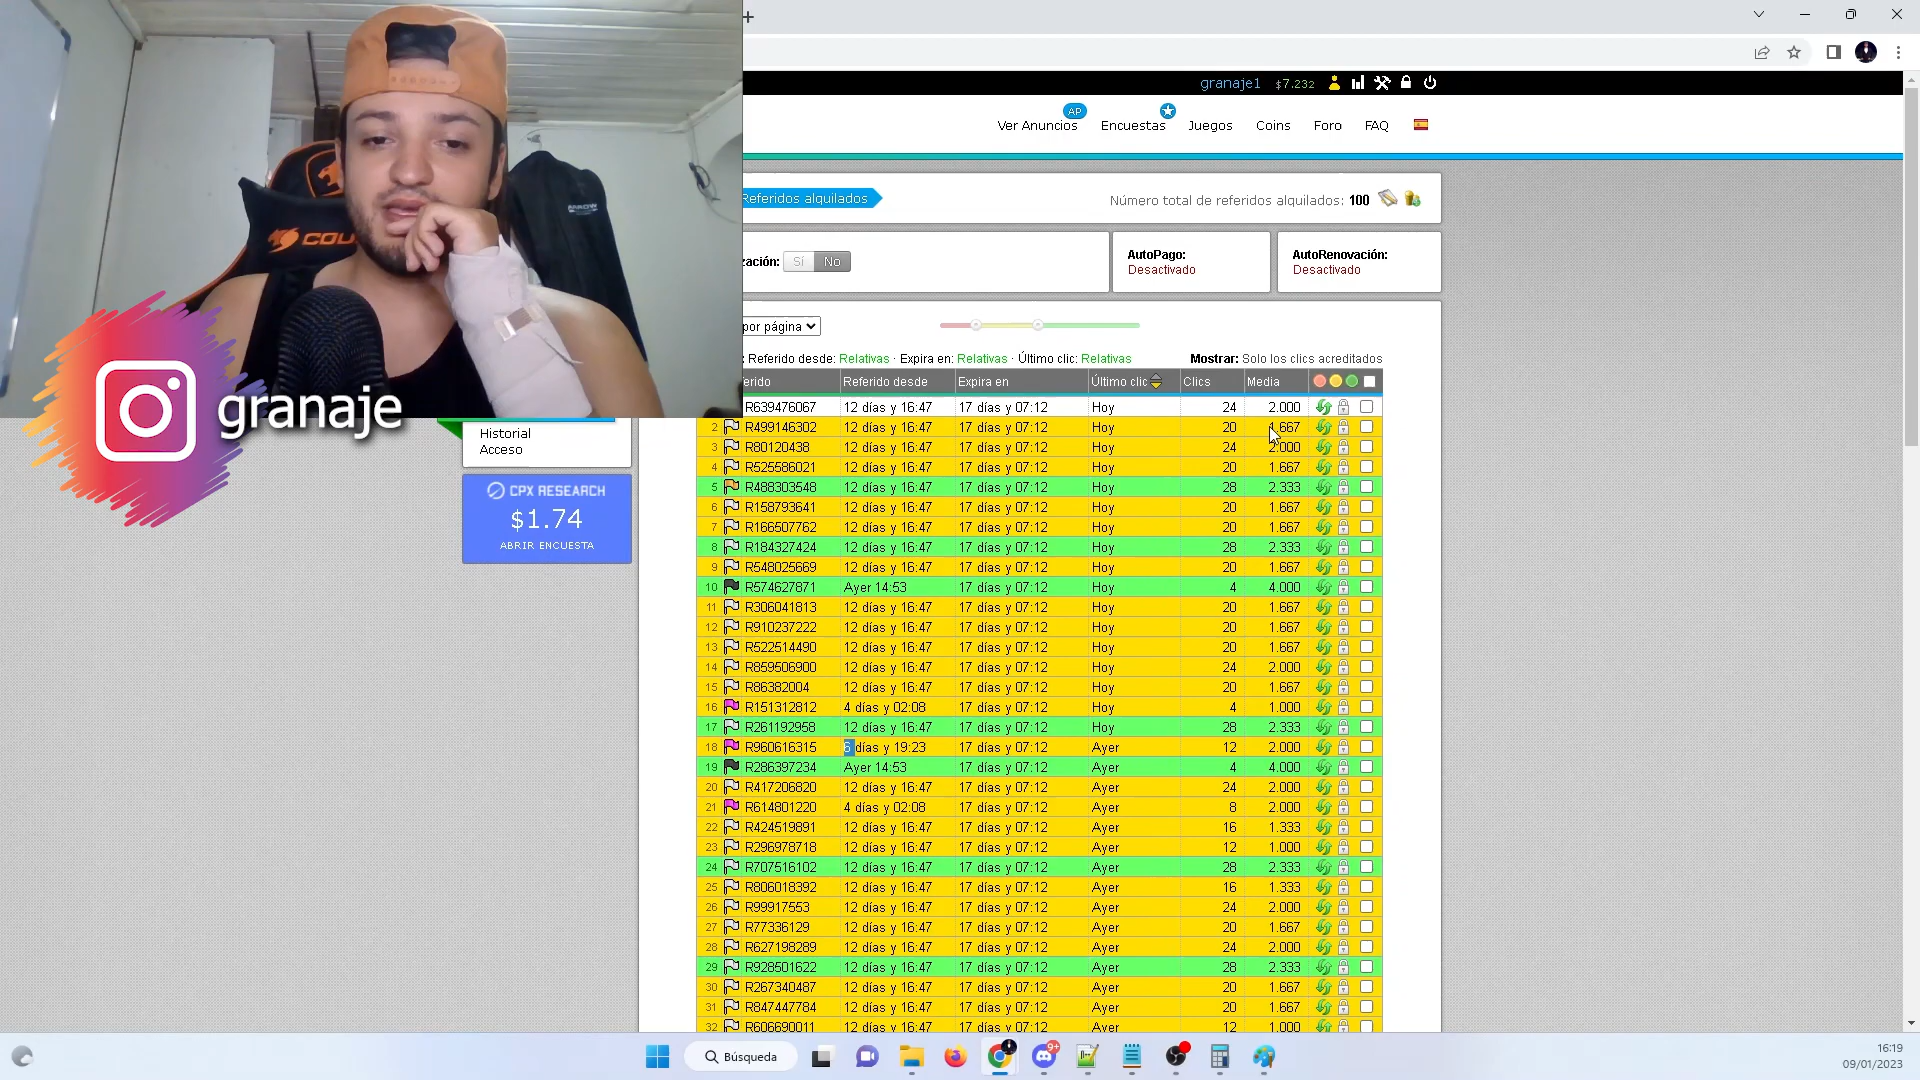 granaje1 $7.232
AP
Ver Anuncios Encuestas Juegos Coins Foro FAQ
Referidos alquilados
Número total de referidos alquilados: 100
zación: Sí No
AutoPago:
Desactivado
AutoRenovación:
Desactivado
por página
: Referido desde: Relativas · Expira en: Relativas · Último clic: Relativas
Mostrar: Solo los clics acreditados
erido Referido desde Expira en Último clic Clics Media
R639476067 12 días y 16:47 17 días y 07:12 Hoy 24 2.000
2 R499146302 12 días y 16:47 17 días y 07:12 Hoy 20 1.667
3 R80120438 12 días y 16:47 17 días y 07:12 Hoy 24 2.000
4 R525586021 12 días y 16:47 17 días y 07:12 Hoy 20 1.667
5 R488303548 12 días y 16:47 17 días y 07:12 Hoy 28 2.333
6 R158793641 12 días y 16:47 17 días y 07:12 Hoy 20 1.667
7 R166507762 12 días y 16:47 17 días y 07:12 Hoy 20 1.667
8 R184327424 12 días y 16:47 17 días y 07:12 Hoy 28 2.333
9 R548025669 12 días y 16:47 17 días y 07:12 Hoy 20 1.667
10 R574627871 Ayer 14:53 17 días y 07:12 Hoy 4 4.000
11 R306041813 12 días y 16:47 17 días y 07:12 Hoy 20 1.667
12 R910237222 12 días y 16:47 17 días y 07:12 Hoy 20 1.667
13 R522514490 12 días y 16:47 17 días y 07:12 Hoy 20 1.667
14 R859506900 12 días y 16:47 17 días y 07:12 Hoy 24 2.000
15 R86382004 12 días y 16:47 17 días y 07:12 Hoy 20 1.667
16 R151312812 4 días y 02:08 17 días y 07:12 Hoy 4 1.000
17 R261192958 12 días y 16:47 17 días y 07:12 Hoy 28 2.333
18 R960616315 6 días y 19:23 17 días y 07:12 Ayer 12 2.000
19 R286397234 Ayer 14:53 17 días y 07:12 Ayer 4 4.000
20 R417206820 12 días y 16:47 17 días y 07:12 Ayer 24 2.000
21 R614801220 4 días y 02:08 17 días y 07:12 Ayer 8 2.000
22 R424519891 12 días y 16:47 17 días y 07:12 Ayer 16 1.333
23 R296978718 12 días y 16:47 17 días y 07:12 Ayer 12 1.000
24 R707516102 12 días y 16:47 17 días y 07:12 Ayer 28 2.333
25 R806018392 12 días y 16:47 17 días y 07:12 Ayer 16 1.333
26 R99917553 12 días y 16:47 17 días y 07:12 Ayer 24 2.000
27 R77336129 12 días y 16:47 17 días y 07:12 Ayer 20 1.667
28 R627198289 12 días y 16:47 17 días y 07:12 Ayer 24 2.000
29 R928501622 12 días y 16:47 17 días y 07:12 Ayer 28 2.333
30 R267340487 12 días y 16:47 17 días y 07:12 Ayer 20 1.667
31 R847447784 12 días y 16:47 17 días y 07:12 Ayer 20 1.667
32 R606690011 12 días y 16:47 17 días y 07:12 Ayer 12 1.000
COU
ARROW
granaje
Historial
Acceso
CPX RESEARCH
$1.74
ABRIR ENCUESTA
Búsqueda
9+
16:19
09/01/2023